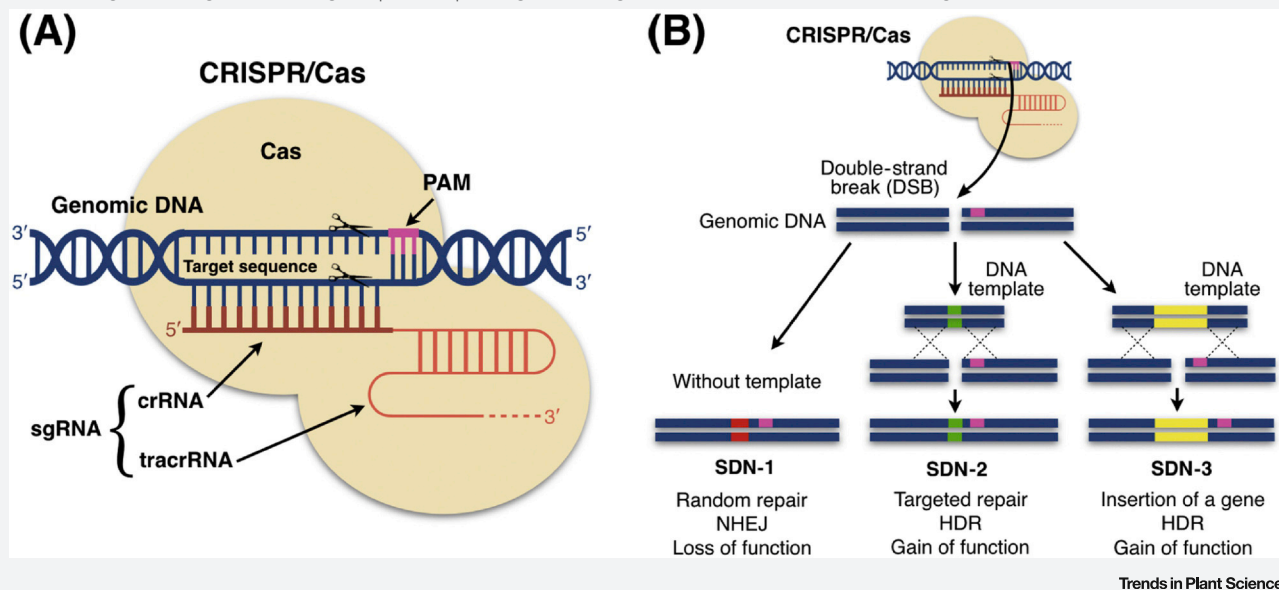 (A)
CRISPR/Cas
Cas
PAM
Genomic DNA
3′
5′
Target sequence
5′
3′
5′
crRNA
sgRNA
tracrRNA
3′
(B)
CRISPR/Cas
Double-strand
break (DSB)
Genomic DNA
DNA
template
DNA
template
Without template
SDN-1
Random repair
NHEJ
Loss of function
SDN-2
Targeted repair
HDR
Gain of function
SDN-3
Insertion of a gene
HDR
Gain of function
Trends in Plant Science